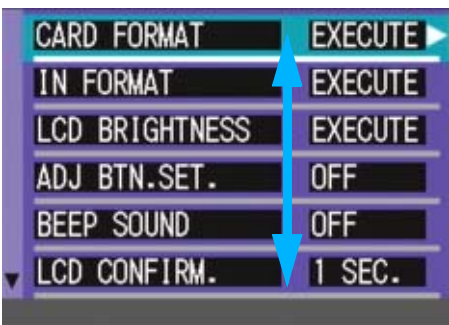 CARD FORMAT EXECUTE
IN FORMAT EXECUTE
LCD BRIGHTNESS EXECUTE
ADJ BTN.SET. OFF
BEEP SOUND OFF
LCD CONFIRM. 1 SEC.